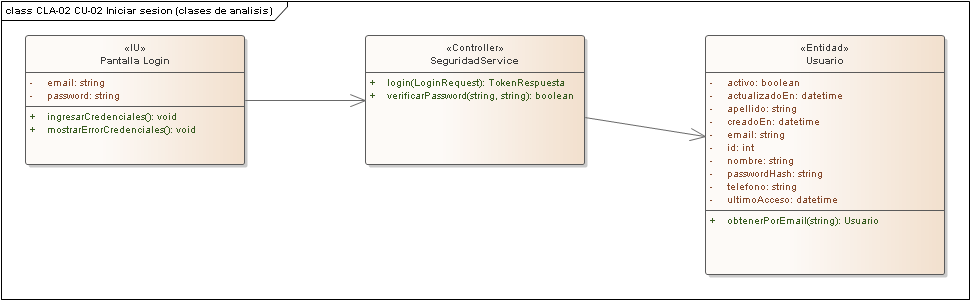 class CLA-02 CU-02 Iniciar sesion (clases de analisis)
«IU»
Pantalla Login
- email: string
- password: string
+ ingresarCredenciales(): void
+ mostrarErrorCredenciales(): void
«Controller»
SeguridadService
+ login(LoginRequest): TokenRespuesta
+ verificarPassword(string, string): boolean
«Entidad»
Usuario
- activo: boolean
- actualizadoEn: datetime
- apellido: string
- creadoEn: datetime
- email: string
- id: int
- nombre: string
- passwordHash: string
- telefono: string
- ultimoAcceso: datetime
+ obtenerPorEmail(string): Usuario